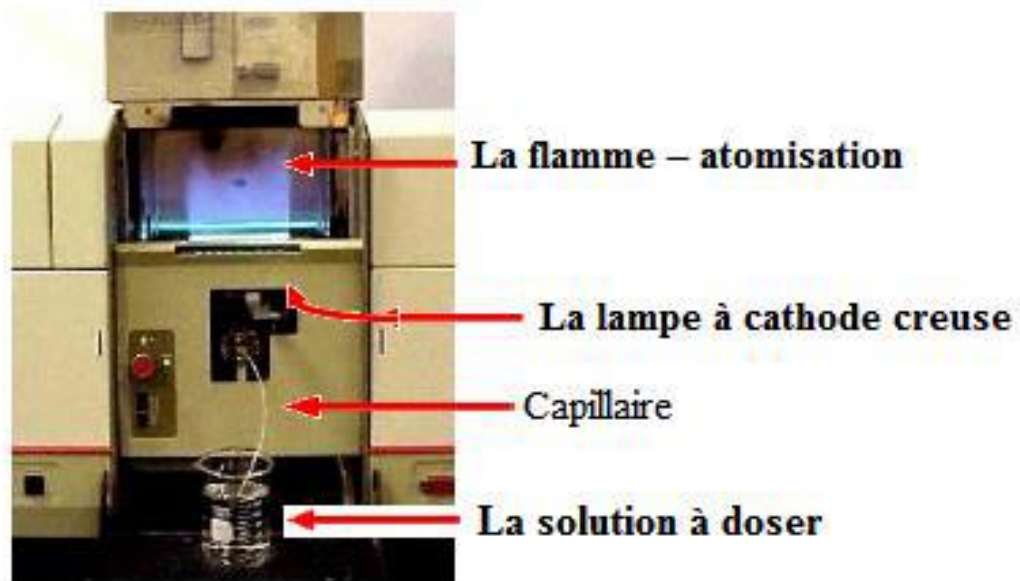 La flamme – atomisation
La lampe à cathode creuse
Capillaire
La solution à doser